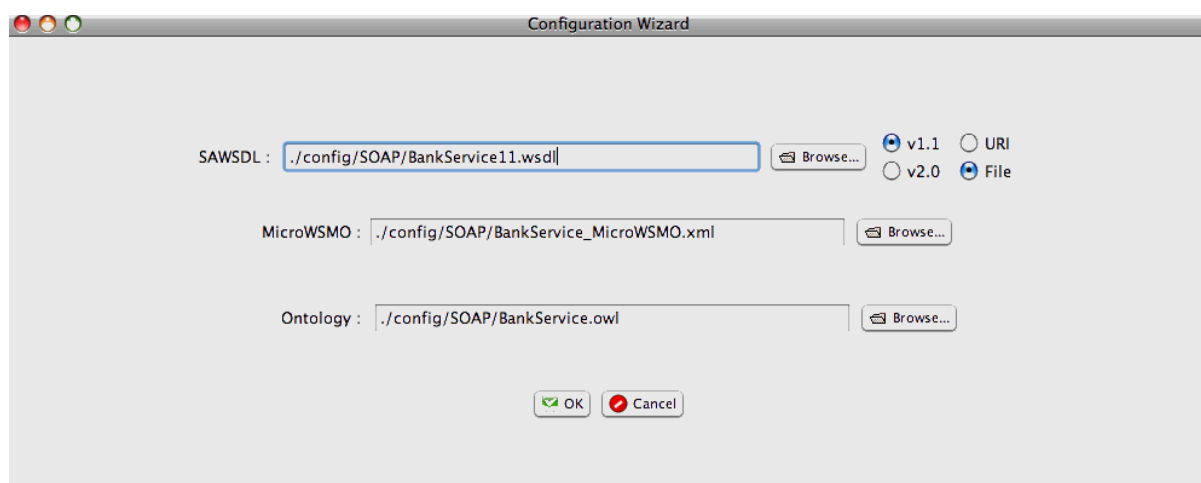 Configuration Wizard
SAWSDL : ./config/SOAP/BankService11.wsdl Browse... v1.1 URI
v2.0 File
MicroWSMO : ./config/SOAP/BankService_MicroWSMO.xml Browse...
Ontology : ./config/SOAP/BankService.owl Browse...
OK Cancel